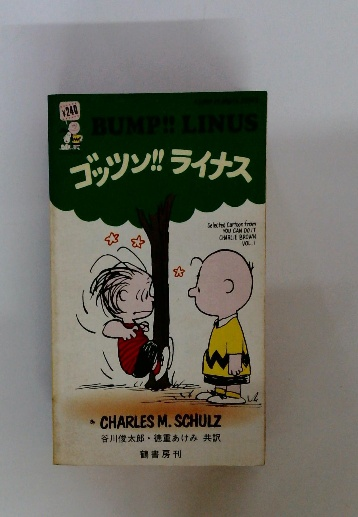 ¥240
BUMP!! LINUS
ゴッツン!! ライナス
Selected Cartoon from
YOU CAN DO IT
CHARLIE BROWN
VOL. 1
CHARLES M. SCHULZ
谷川俊太郎・徳重あけみ 共訳
鶴書房刊